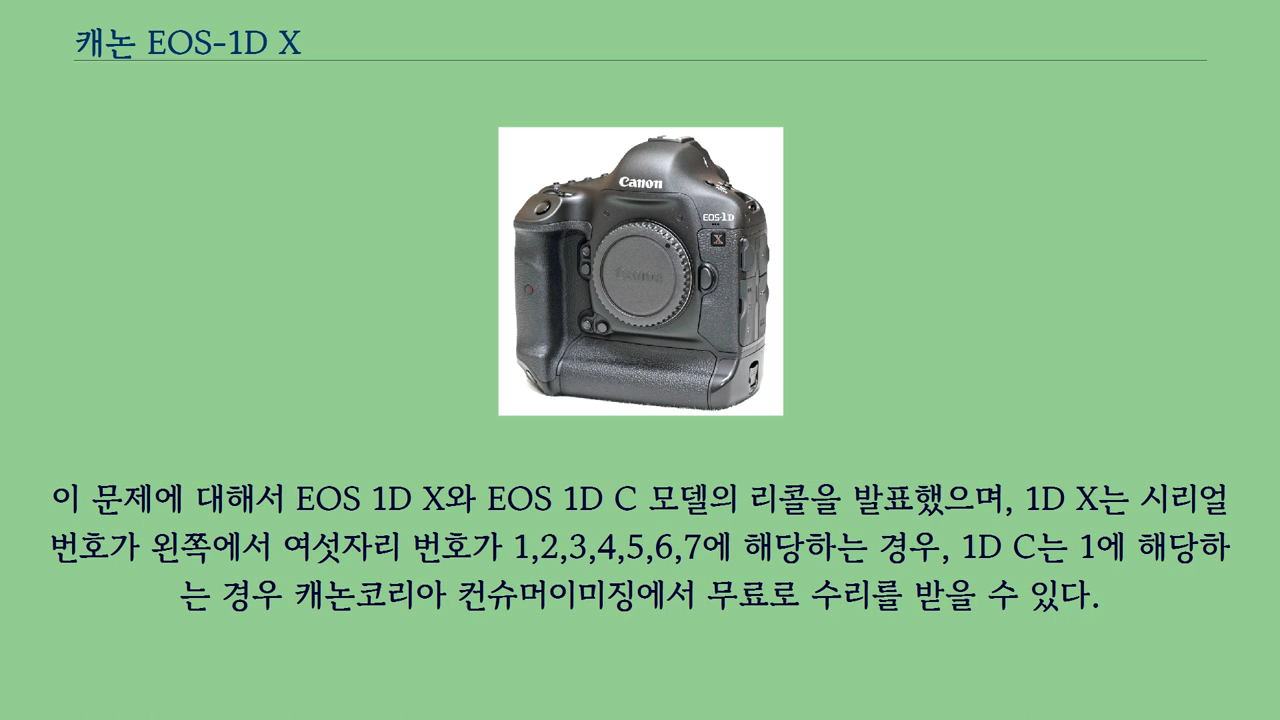 캐논 EOS-1D X
Canon
EOS-1D
X
Canon
이 문제에 대해서 EOS 1D X와 EOS 1D C 모델의 리콜을 발표했으며, 1D X는 시리얼
번호가 왼쪽에서 여섯자리 번호가 1,2,3,4,5,6,7에 해당하는 경우, 1D C는 1에 해당하
는 경우 캐논코리아 컨슈머이미징에서 무료로 수리를 받을 수 있다.